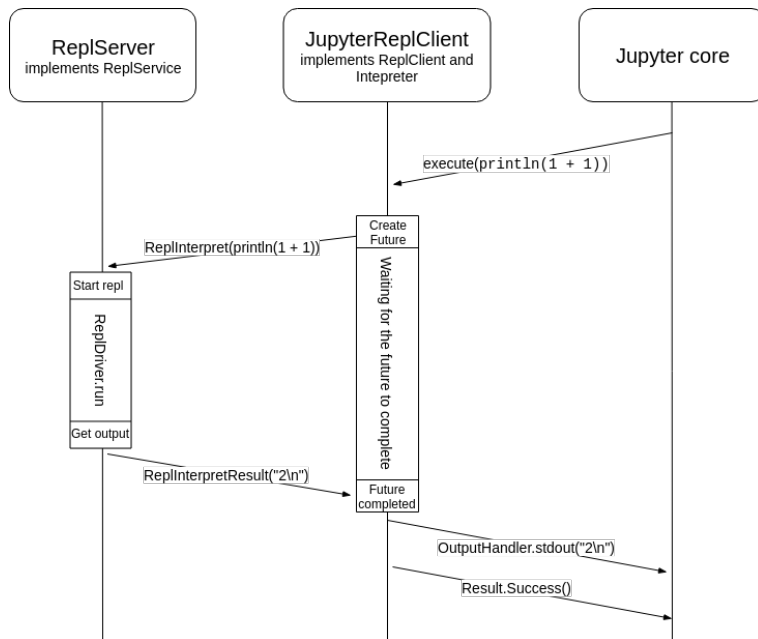 ReplServer
implements ReplService
JupyterReplClient
implements ReplClient and
Intepreter
Jupyter core
execute(println(1 + 1))
Create
Future
ReplInterpret(println(1 + 1))
Start repl
Waiting for the future to complete
ReplDriver.run
Get output
ReplInterpretResult("2\n")
Future
completed
OutputHandler.stdout("2\n")
Result.Success()